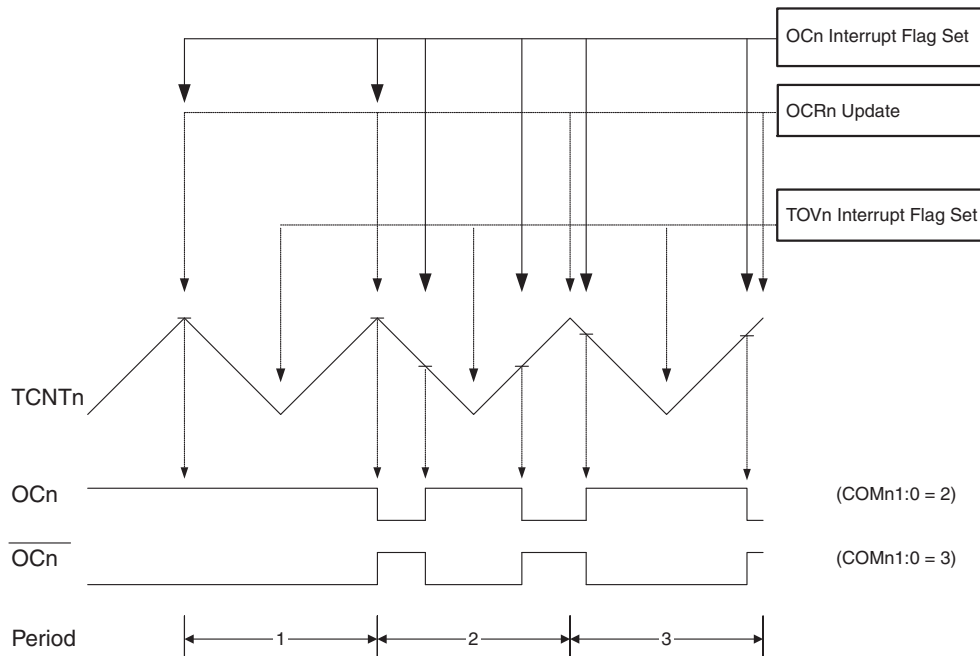 OCn Interrupt Flag Set
OCRn Update
TOVn Interrupt Flag Set
TCNTn
OCn (COMn1:0 = 2)
OCn (COMn1:0 = 3)
Period 1 2 3